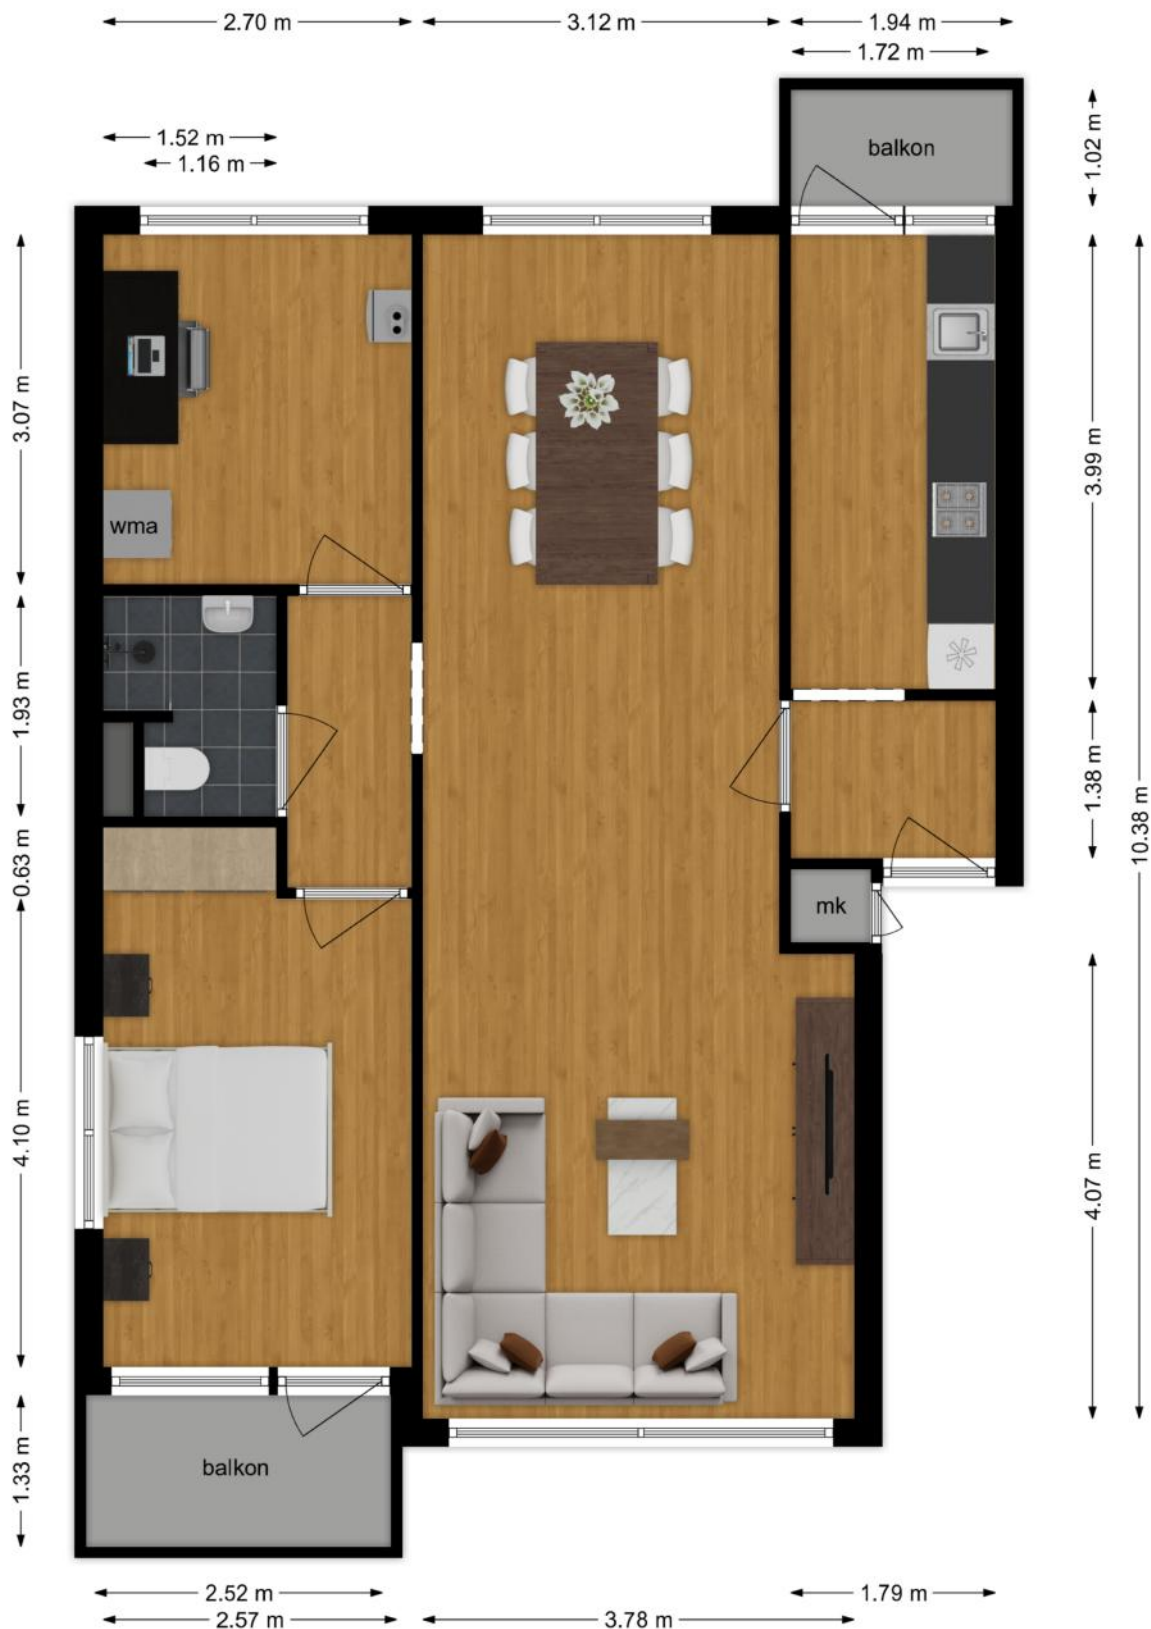 2.70 m
3.12 m
1.94 m
1.72 m
1.52 m
1.16 m
balkon
1.02 m
3.07 m
3.99 m
wma
1.93 m
1.38 m
10.38 m
0.63 m
mk
4.10 m
4.07 m
balkon
1.33 m
2.52 m
1.79 m
2.57 m
3.78 m